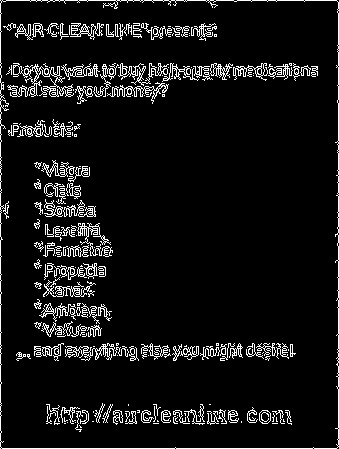 "AIR CLEAN LINE" presents:
Do you want to buy high-quality medications
and save your money?
Products:
* Viagra
* Cialis
* Soma
* Levitra
* Propecia
* Xanax
* Ambien
* Valium
... and everything else you might desire!
http://aircleanline.com